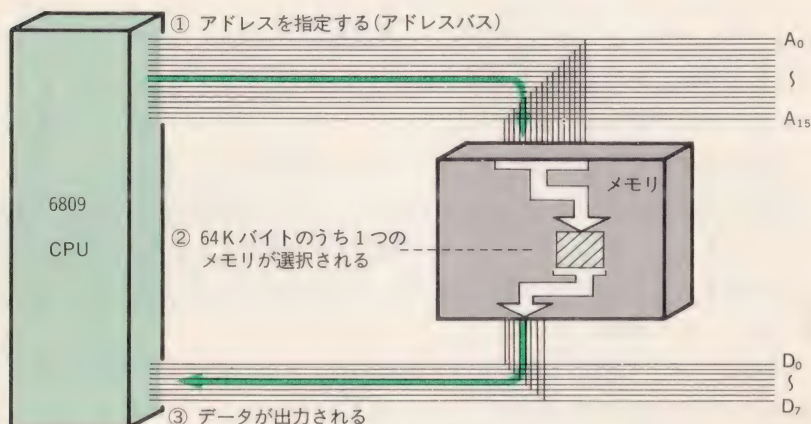 ① アドレスを指定する(アドレスバス)
A₀
〜
A₁₅
メモリ
6809
CPU
② 64Kバイトのうち1つの
メモリが選択される
D₀
〜
D₇
③ データが出力される